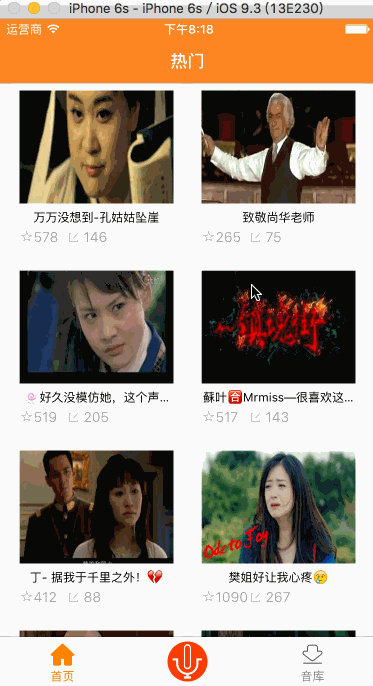 iPhone 6s - iPhone 6s / iOS 9.3 (13E230)
运营商 下午8:18
热门
万万没想到-孔姑姑坠崖
☆578 146
致敬尚华老师
☆265 75
镇魂街
好久没模仿她，这个声...
☆519 205
蘇叶🈴Mrmiss—很喜欢这...
☆517 143
Ode to Joy
丁- 据我于千里之外！💔
☆412 88
樊姐好让我心疼😢
☆1090 267
首页
音库